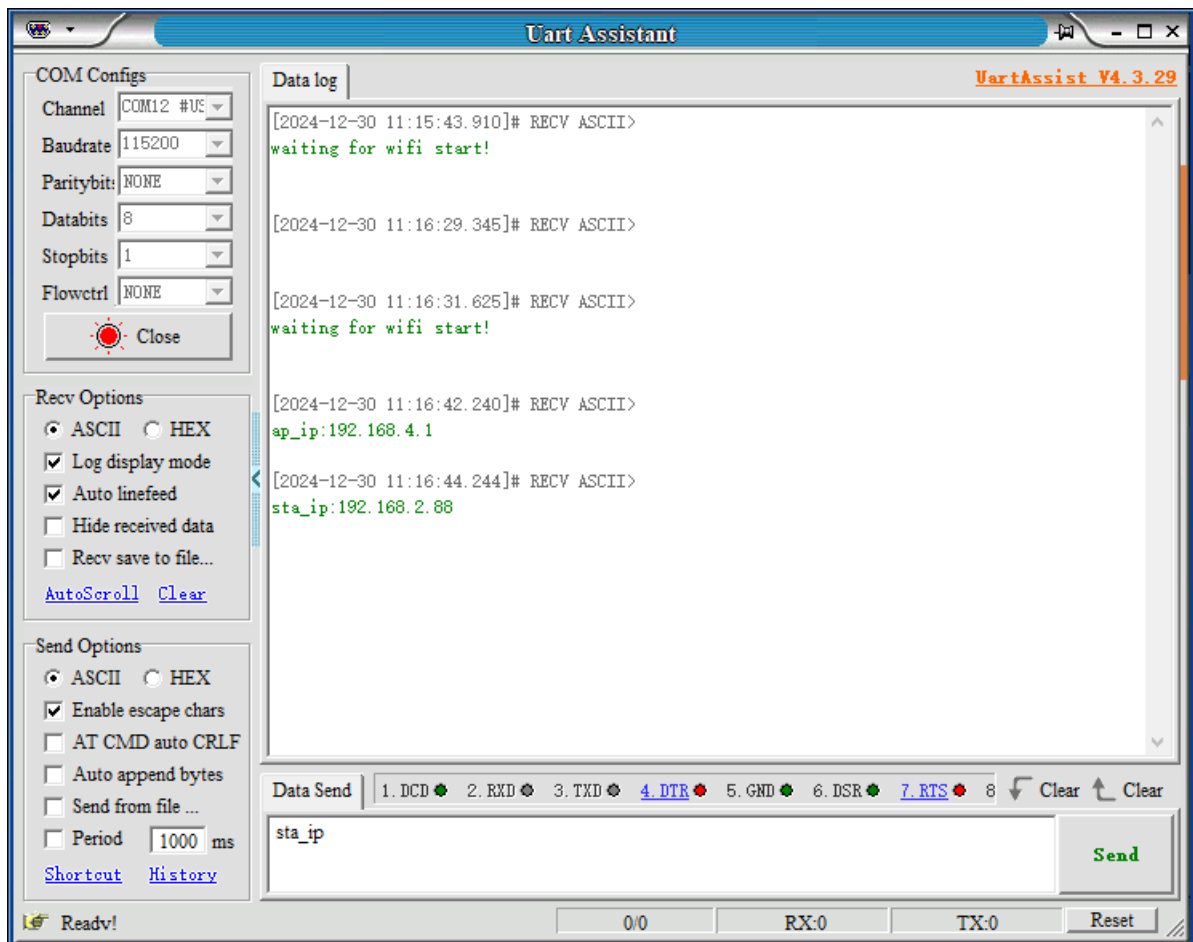 Uart Assistant
COM Configs
Channel COM12 #US
Baudrate 115200
Paritybits NONE
Databits 8
Stopbits 1
Flowctrl NONE
Close
Recv Options
ASCII HEX
Log display mode
Auto linefeed
Hide received data
Recv save to file...
AutoScroll Clear
Send Options
ASCII HEX
Enable escape chars
AT CMD auto CRLF
Auto append bytes
Send from file ...
Period 1000 ms
Shortcut History
Data log
UartAssist V4.3.29
[2024-12-30 11:15:43.910]# RECV ASCII>
waiting for wifi start!
[2024-12-30 11:16:29.345]# RECV ASCII>
[2024-12-30 11:16:31.625]# RECV ASCII>
waiting for wifi start!
[2024-12-30 11:16:42.240]# RECV ASCII>
ap_ip:192.168.4.1
[2024-12-30 11:16:44.244]# RECV ASCII>
sta_ip:192.168.2.88
Data Send 1.DCD 2.RXD 3.TXD 4.DTR 5.GND 6.DSR 7.RTS 8 Clear Clear
sta_ip
Send
Ready! 0/0 RX:0 TX:0 Reset